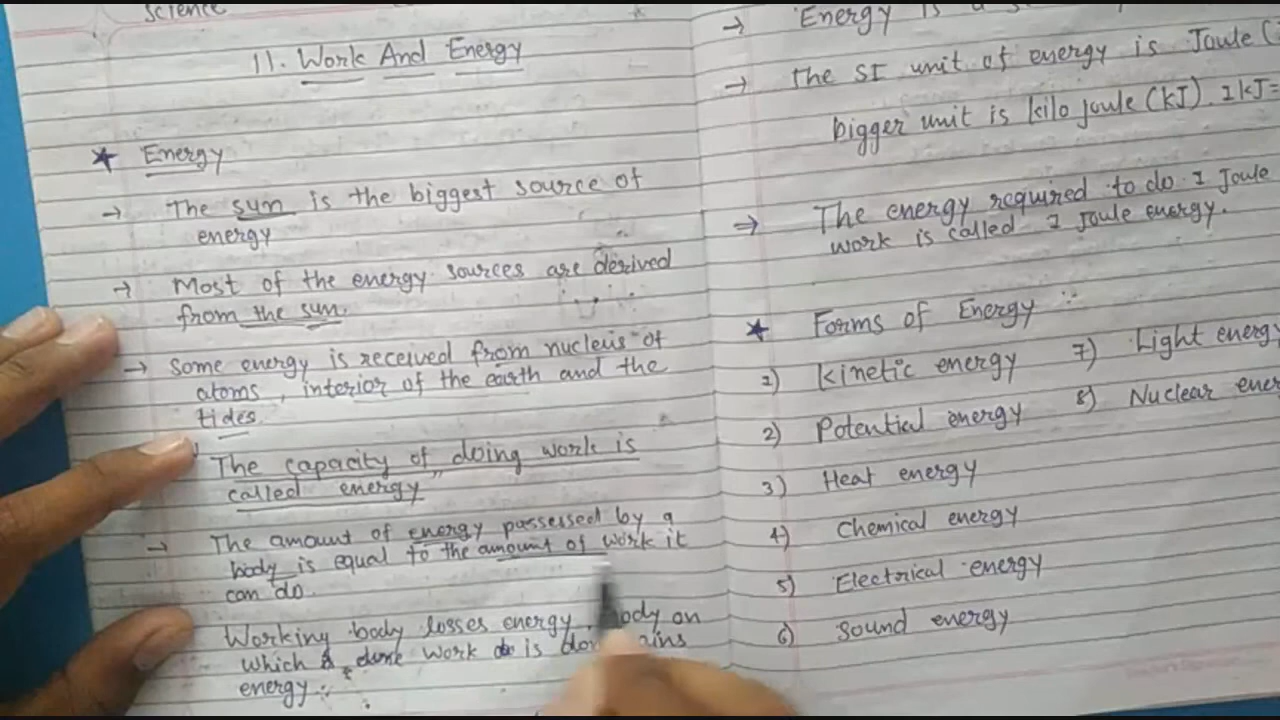 Science
11. Work And Energy
* Energy
→ The sun is the biggest source of
energy
→ Most of the energy sources are derived
from the sun.
→ Some energy is received from nucleus of
atoms, interior of the earth and the
tides.
The capacity of doing work is
called energy"
→ The amount of energy passessed by a
body is equal to the amount of work it
can do.
Working body losses energy, body on
which work is
energy :.
→ Energy is a
→ The SI unit of energy is Joule (
bigger unit is kilo joule (kJ). 1 kJ =
→ The energy required to do 1 Joule
work is called 1 Joule energy.
* Forms of Energy :-
1) Kinetic energy 7) Light energy
2) Potential energy 8) Nuclear ener
3) Heat energy
4) Chemical energy
5) Electrical energy
6) Sound energy